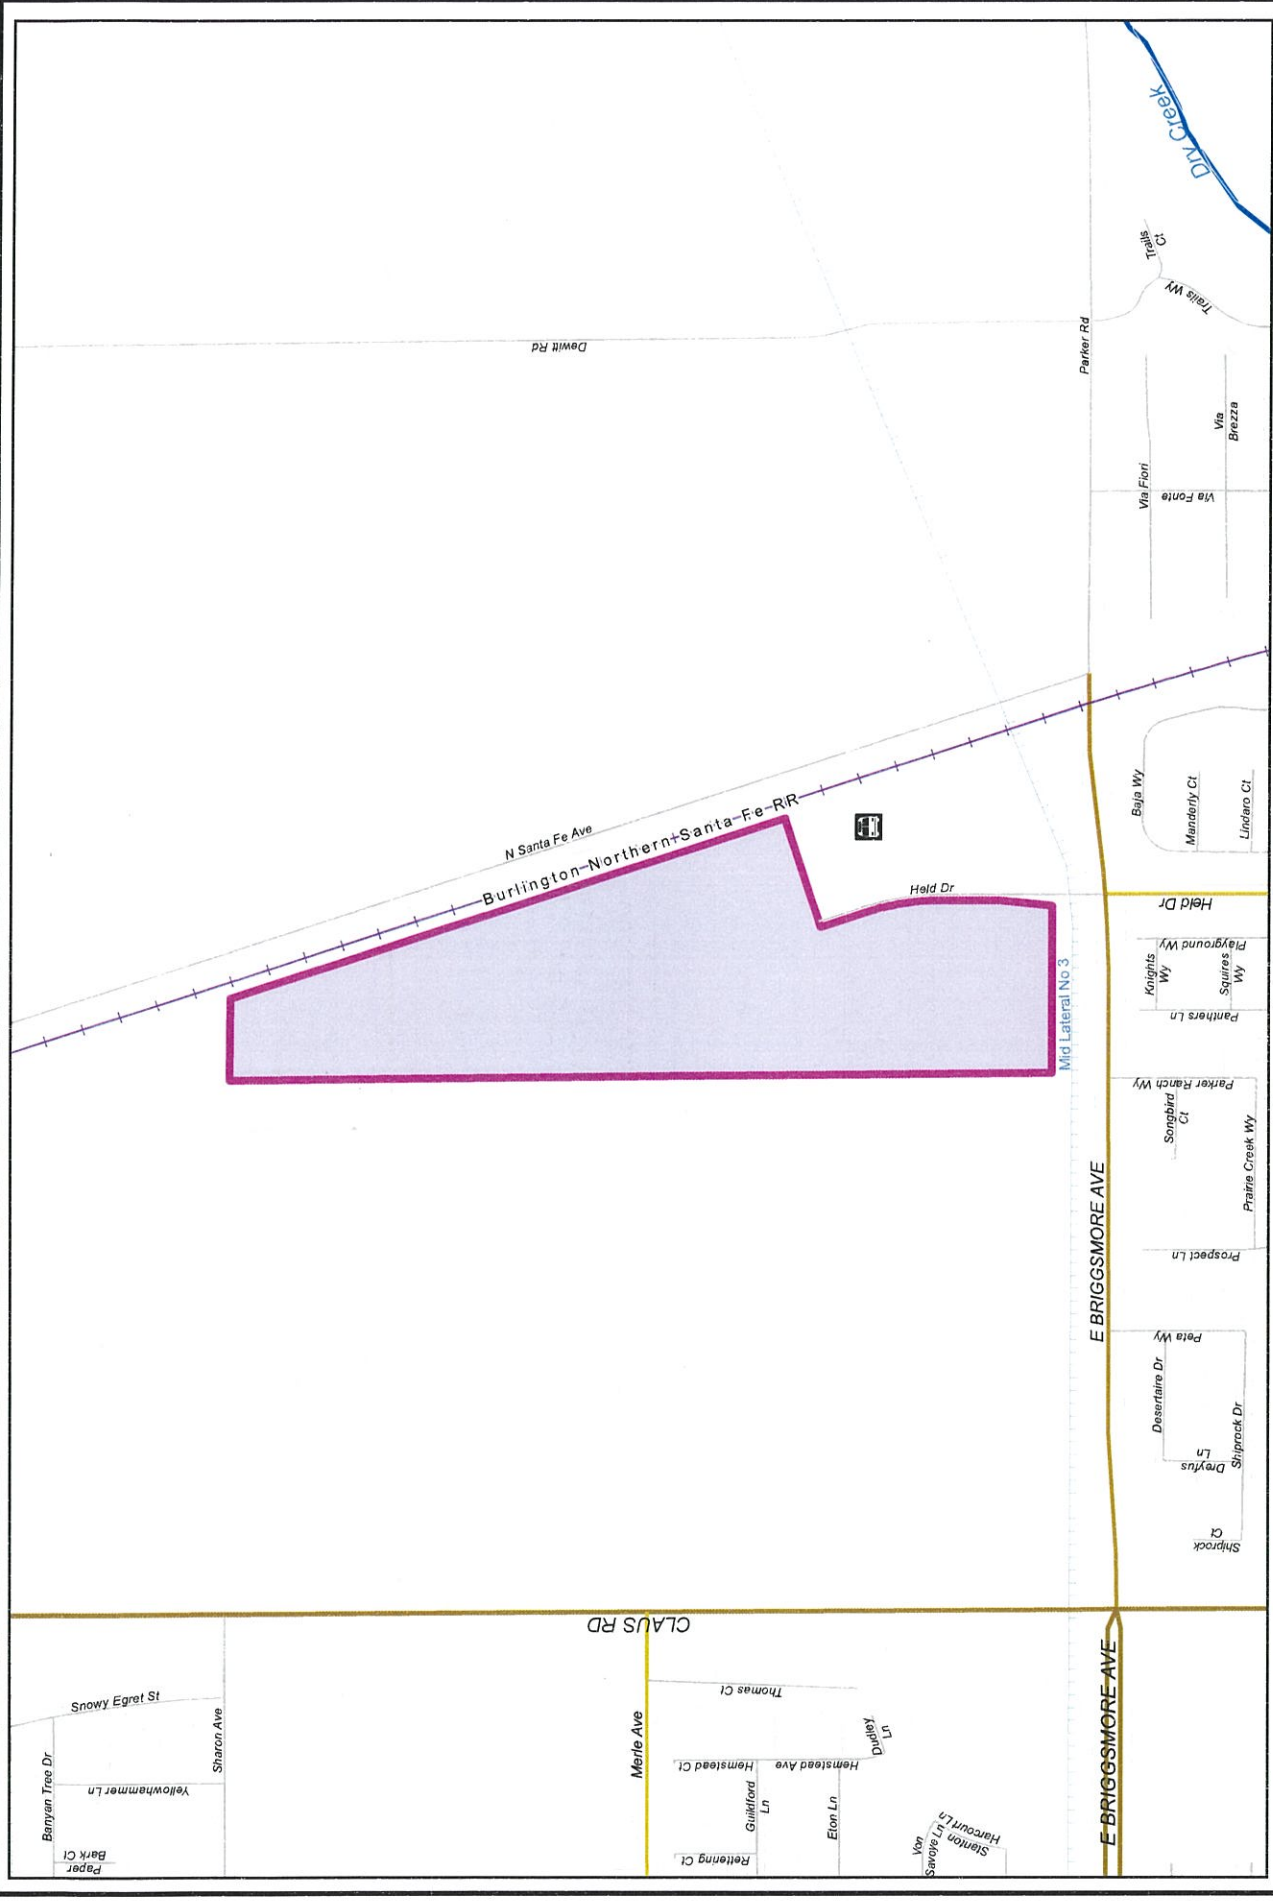 Dry Creek
Trails
Ct
Trails Wy
Parker Rd
Dewitt Rd
Via Fiori
Via Fonte
Via
Brezza
N Santa Fe Ave
Burlington Northern Santa Fe RR
Baja Wy
Manderly Ct
Lindaro Ct
Held Dr
Held Dr
Playground Wy
Knights
Wy
Squires
Wy
Panthers Ln
Mid Lateral No 3
Parker Ranch Wy
Songbird
Ct
Prairie Creek Wy
Prospect Ln
E BRIGGSMORE AVE
Peta Wy
Desertaire Dr
Dreyfus
Ln
Shiprock Dr
Shiprock
Ct
CLAUS RD
E BRIGGSMORE AVE
Snowy Egret St
Sharon Ave
Banyan Tree Dr
Yellowhammer Ln
Paper
Bark Ct
Merle Ave
Thomas Ct
Hemstead Ct
Hemstead Ave
Dudley
Ln
Guildford
Ln
Eton Ln
Rettering Ct
Von
Savoye Ln
Stanton
Harcourt Ln